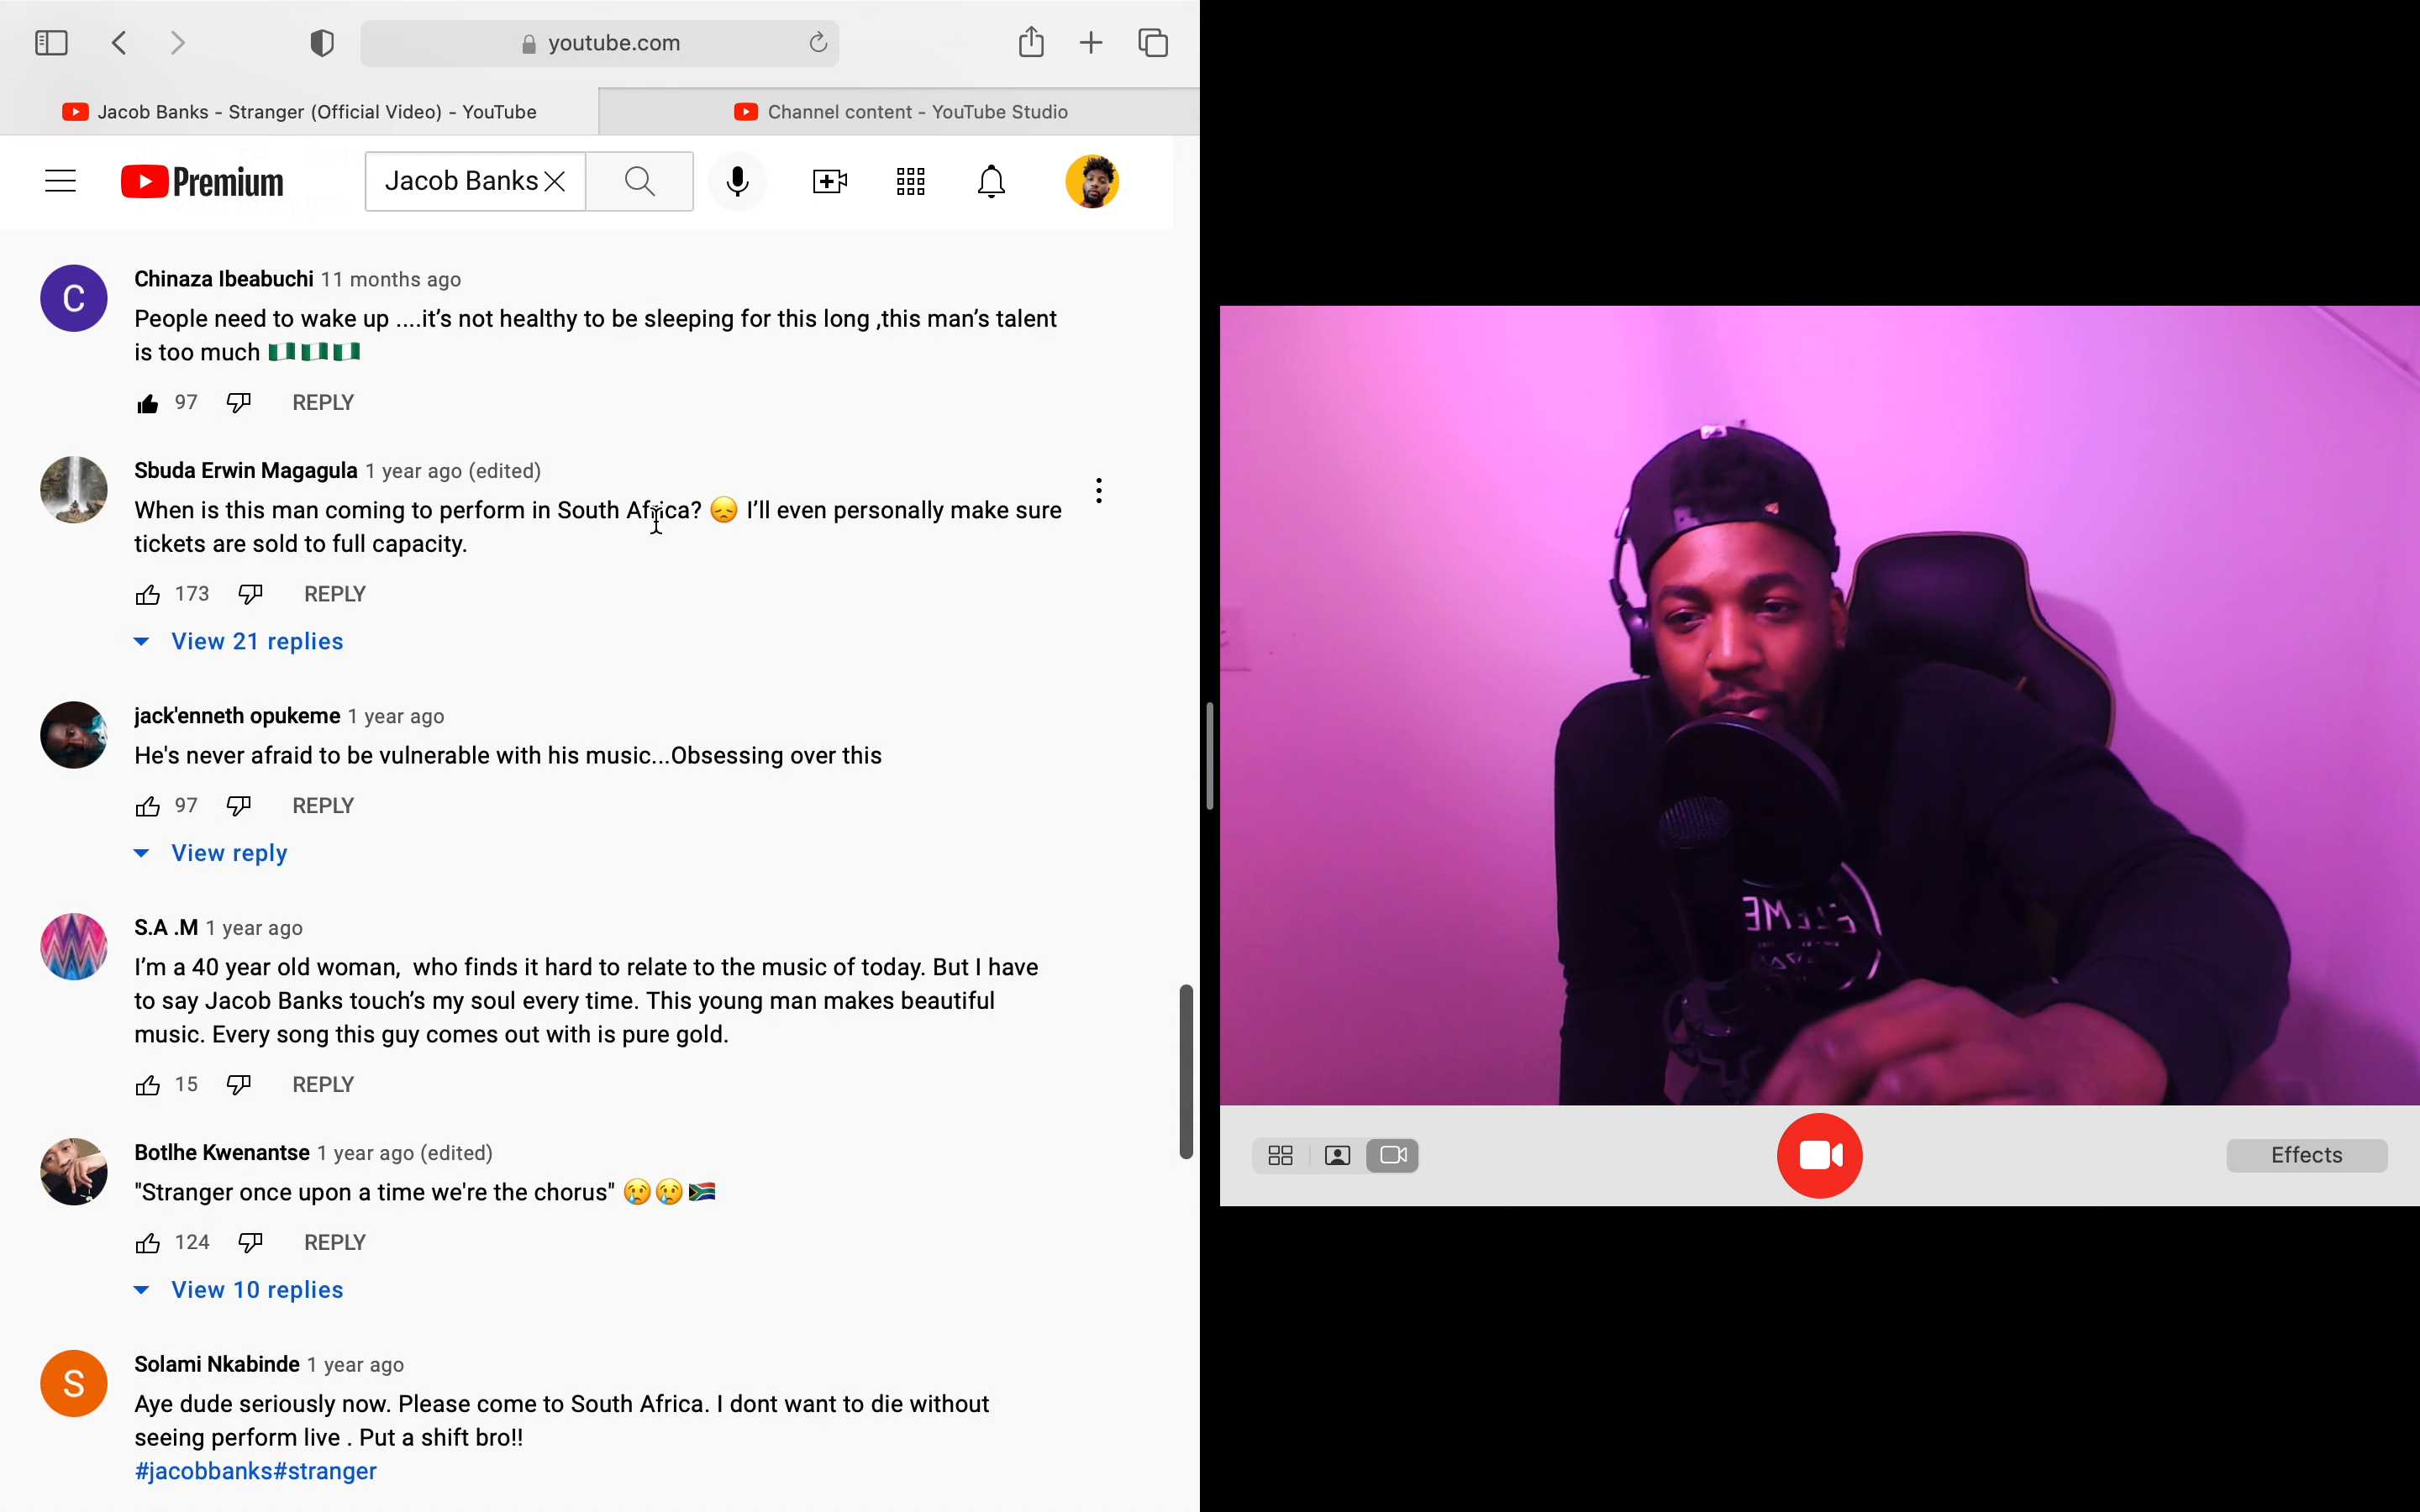 youtube.com
Jacob Banks - Stranger (Official Video) - YouTube
Channel content - YouTube Studio
Premium
Jacob Banks
C
Chinaza Ibeabuchi 11 months ago
People need to wake up ....it’s not healthy to be sleeping for this long ,this man’s talent
is too much 🇳🇬🇳🇬🇳🇬
97 REPLY
Sbuda Erwin Magagula 1 year ago (edited)
When is this man coming to perform in South Africa? 😞 I’ll even personally make sure
tickets are sold to full capacity.
173 REPLY
View 21 replies
jack'enneth opukeme 1 year ago
He's never afraid to be vulnerable with his music...Obsessing over this
97 REPLY
View reply
S.A .M 1 year ago
I’m a 40 year old woman,  who finds it hard to relate to the music of today. But I have
to say Jacob Banks touch’s my soul every time. This young man makes beautiful
music. Every song this guy comes out with is pure gold.
15 REPLY
Botlhe Kwenantse 1 year ago (edited)
"Stranger once upon a time we're the chorus" 😢😢🇿🇦
124 REPLY
View 10 replies
S
Solami Nkabinde 1 year ago
Aye dude seriously now. Please come to South Africa. I dont want to die without
seeing perform live . Put a shift bro!!
#jacobbanks#stranger
Effects